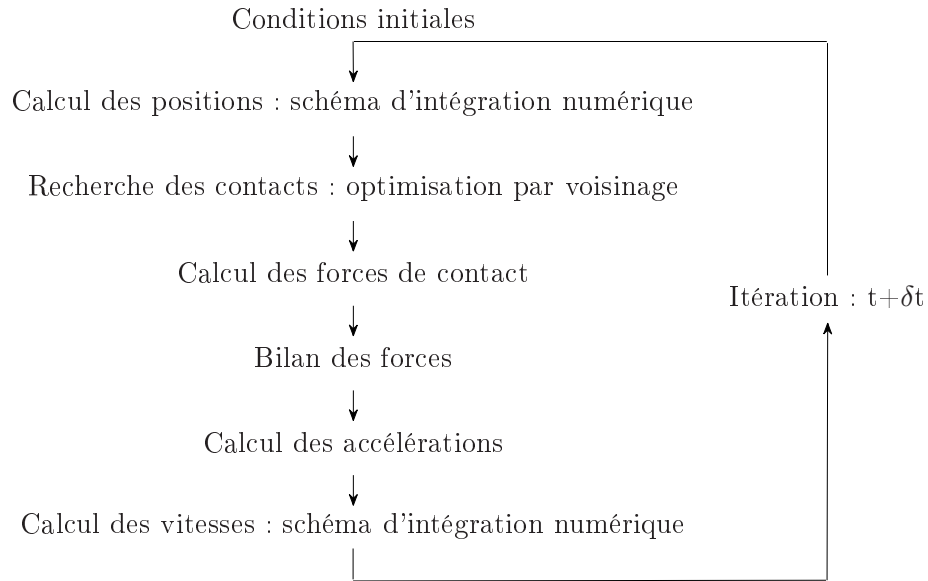 Conditions initiales
Calcul des positions : schéma d'intégration numérique
Recherche des contacts : optimisation par voisinage
Calcul des forces de contact
Itération : t+δt
Bilan des forces
Calcul des accélérations
Calcul des vitesses : schéma d'intégration numérique